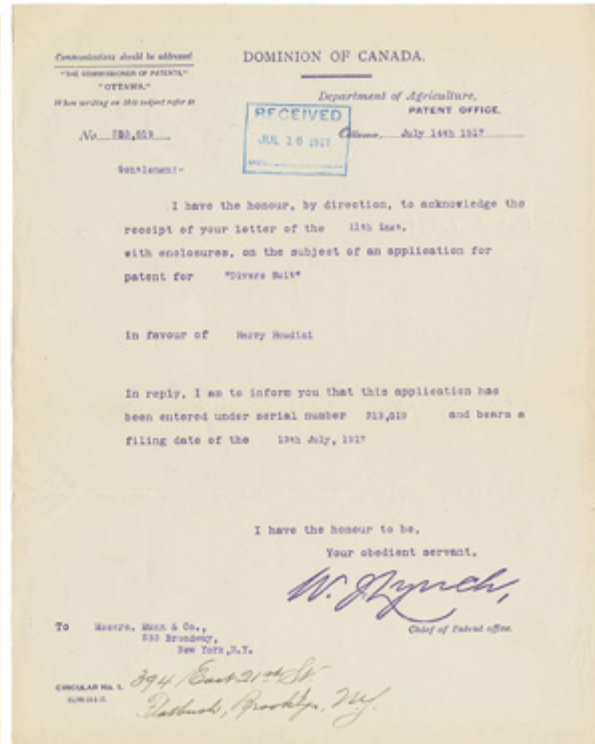 Communications should be addressed
"THE COMMISSIONER OF PATENTS,"
"OTTAWA."
When writing on this subject refer to
No 313,619
DOMINION OF CANADA.
Department of Agriculture,
PATENT OFFICE.
RECEIVED
JUL 16 1917
Ottawa, July 14th 1917
Gentlemen:-
I have the honour, by direction, to acknowledge the
receipt of your letter of the 11th inst.
with enclosures, on the subject of an application for
patent for "Divers Suit"
In favour of Harry Houdini
In reply, I am to inform you that this application has
been entered under serial number 313,619 and bears a
filing date of the 13th July, 1917
I have the honour to be,
Your obedient servant,
W. J. Lynch,
Chief of Patent office.
To Messrs. Munn & Co.,
233 Broadway,
New York, N.Y.
CIRCULAR No. 1.
394 East 21st St.
Flatbush, Brooklyn, N.Y.